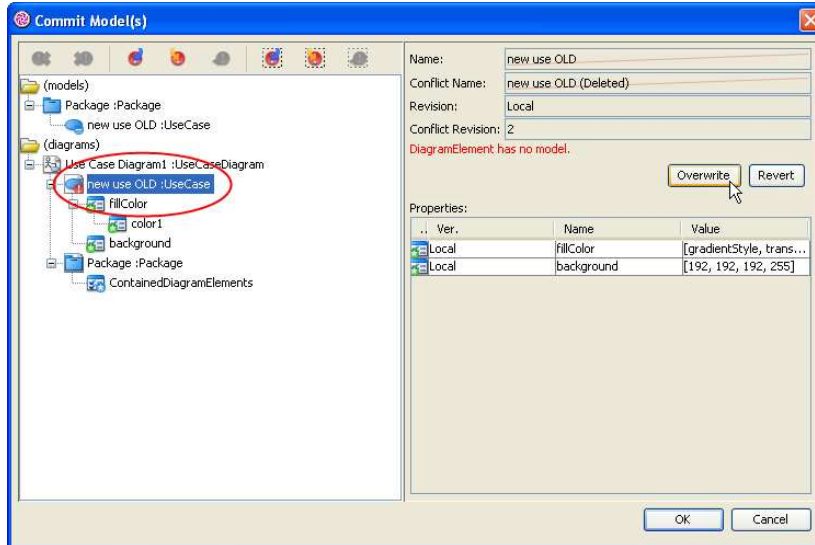 Commit Model(s)
(models)
Package :Package
new use OLD :UseCase
(diagrams)
Use Case Diagram1 :UseCaseDiagram
new use OLD :UseCase
fillColor
color1
background
Package :Package
ContainedDiagramElements
Name: new use OLD
Conflict Name: new use OLD (Deleted)
Revision: Local
Conflict Revision: 2
DiagramElement has no model.
Overwrite Revert
Properties:
.. Ver. Name Value
Local fillColor [gradientStyle, trans...
Local background [192, 192, 192, 255]
OK Cancel